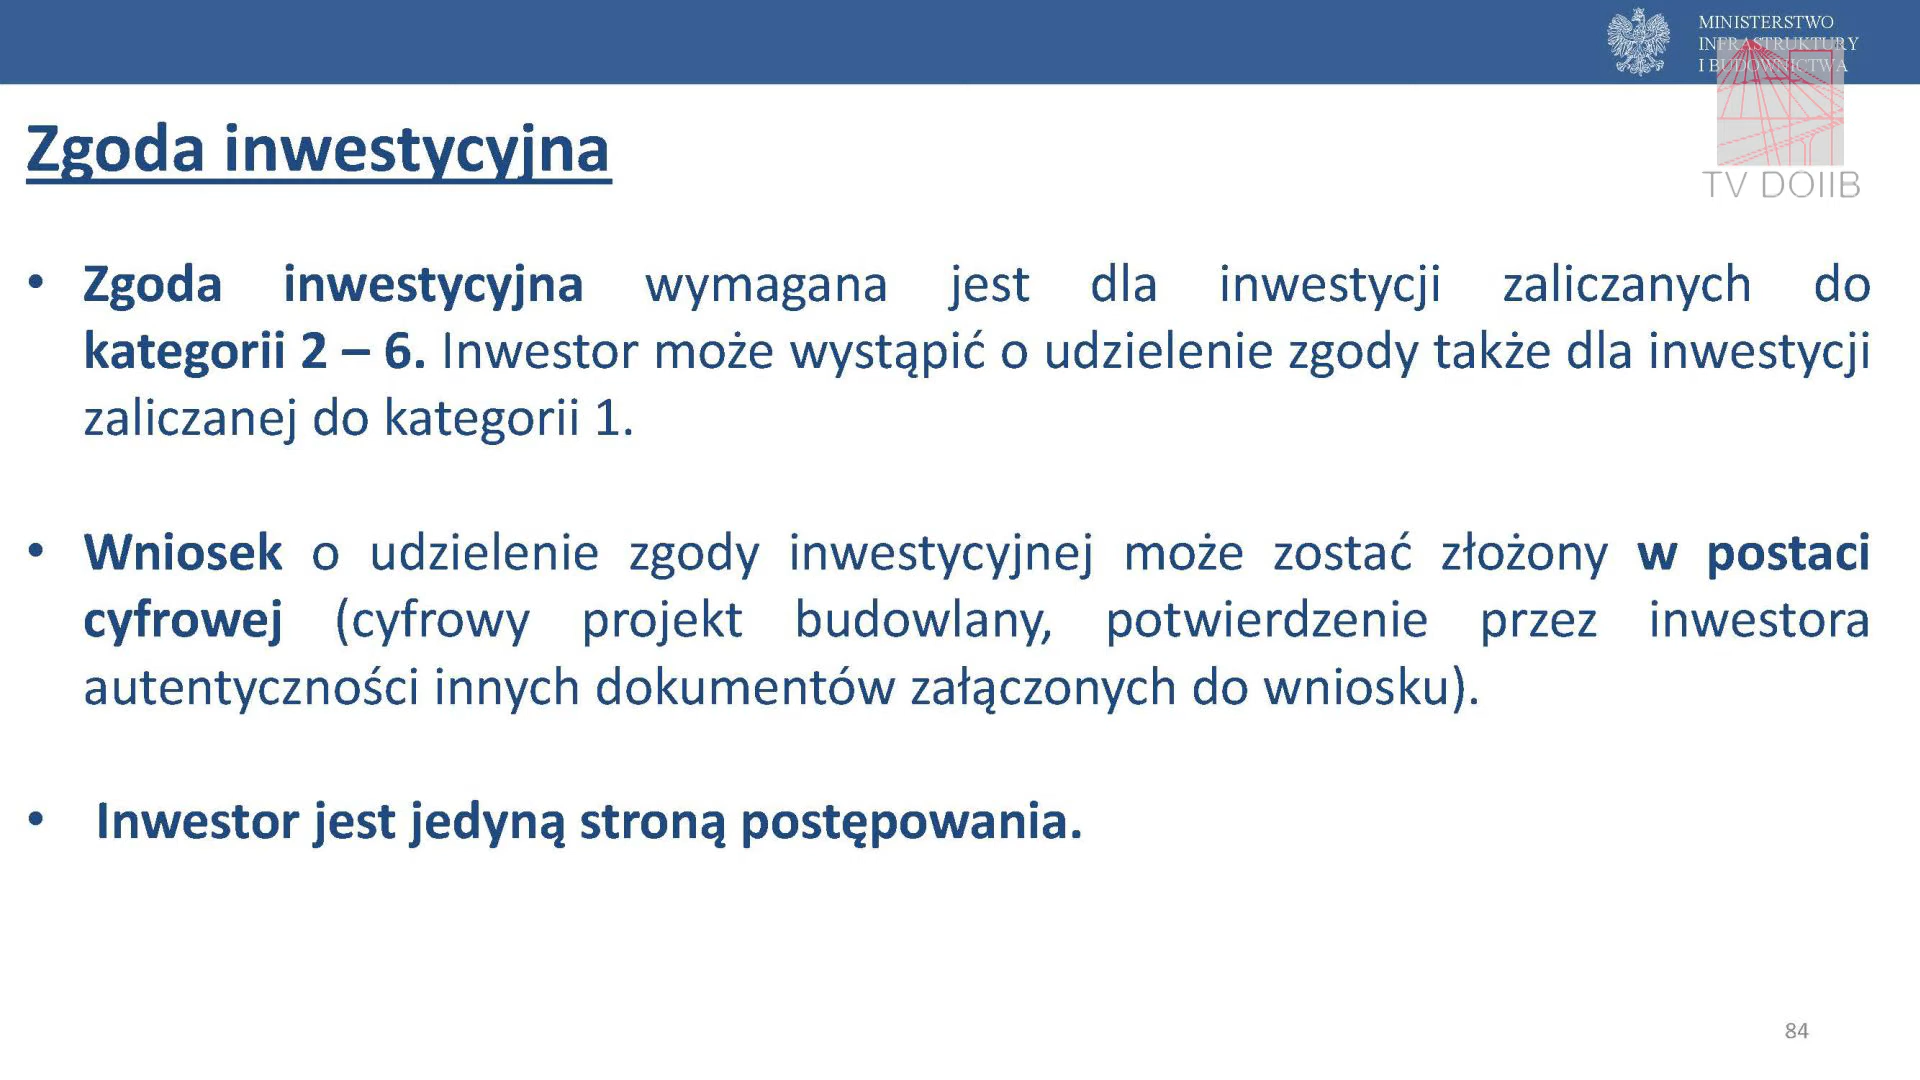 MINISTERSTWO
INFRASTRUKTURY
I BUDOWNICTWA
TV DOIIB
Zgoda inwestycyjna
• Zgoda inwestycyjna wymagana jest dla inwestycji zaliczanych do
kategorii 2 – 6. Inwestor może wystąpić o udzielenie zgody także dla inwestycji
zaliczanej do kategorii 1.
• Wniosek o udzielenie zgody inwestycyjnej może zostać złożony w postaci
cyfrowej (cyfrowy projekt budowlany, potwierdzenie przez inwestora
autentyczności innych dokumentów załączonych do wniosku).
• Inwestor jest jedyną stroną postępowania.
84